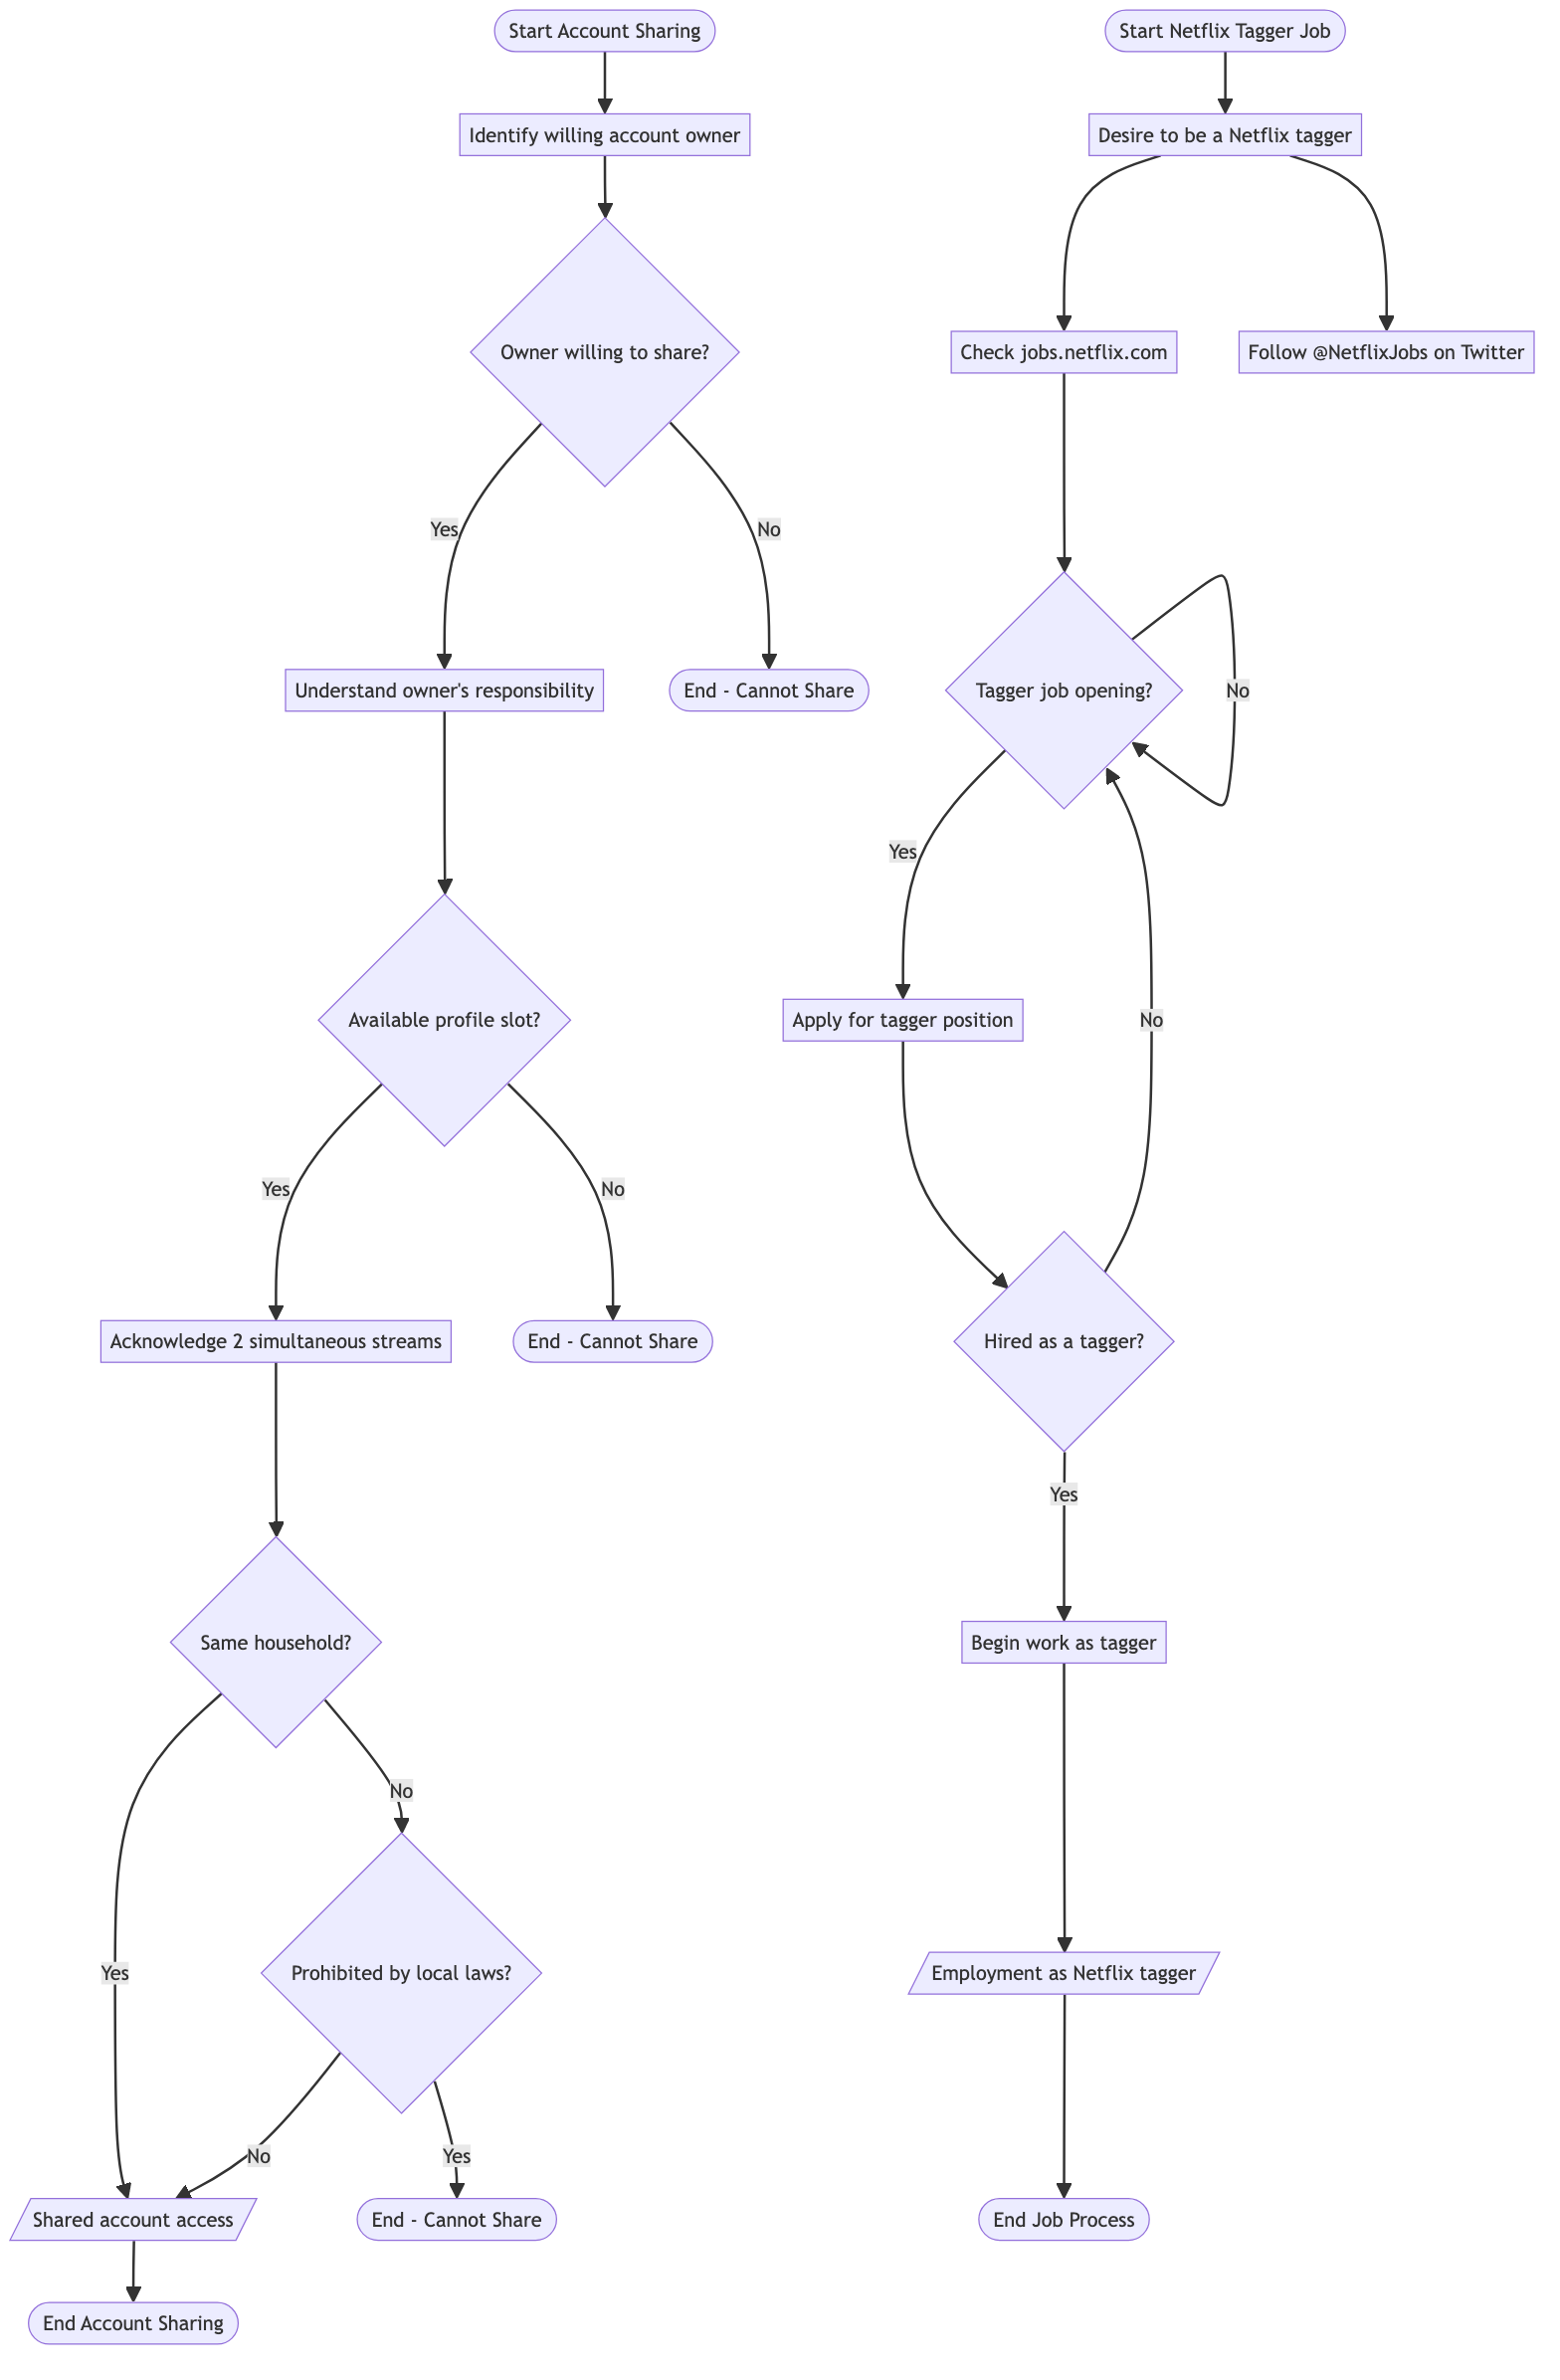 Start Account Sharing
Identify willing account owner
Owner willing to share?
Yes
No
Understand owner's responsibility
End - Cannot Share
Available profile slot?
Yes
No
Acknowledge 2 simultaneous streams
End - Cannot Share
Same household?
No
Yes
Prohibited by local laws?
No
Yes
Shared account access
End - Cannot Share
End Account Sharing
Start Netflix Tagger Job
Desire to be a Netflix tagger
Check jobs.netflix.com
Follow @NetflixJobs on Twitter
Tagger job opening?
No
Yes
Apply for tagger position
No
Hired as a tagger?
Yes
Begin work as tagger
Employment as Netflix tagger
End Job Process